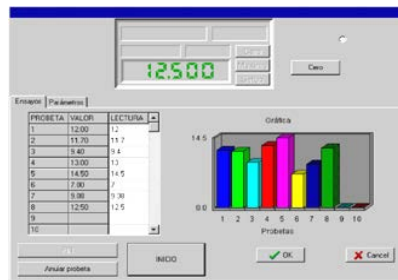 12.500
Cero
Ensayos Parámetros
PROBETA VALOR LECTURA
1 12.00 12
2 11.70 11.7
3 9.40 9.4
4 13.00 13
5 14.50 14.5
6 7.00 7
7 9.00
8 12.50 12.5
9
10
Gráfica
14.5
0.0
1 2 3 4 5 6 7 8 9 10
Probetas
INICIO
Anular probeta
OK
Cancel